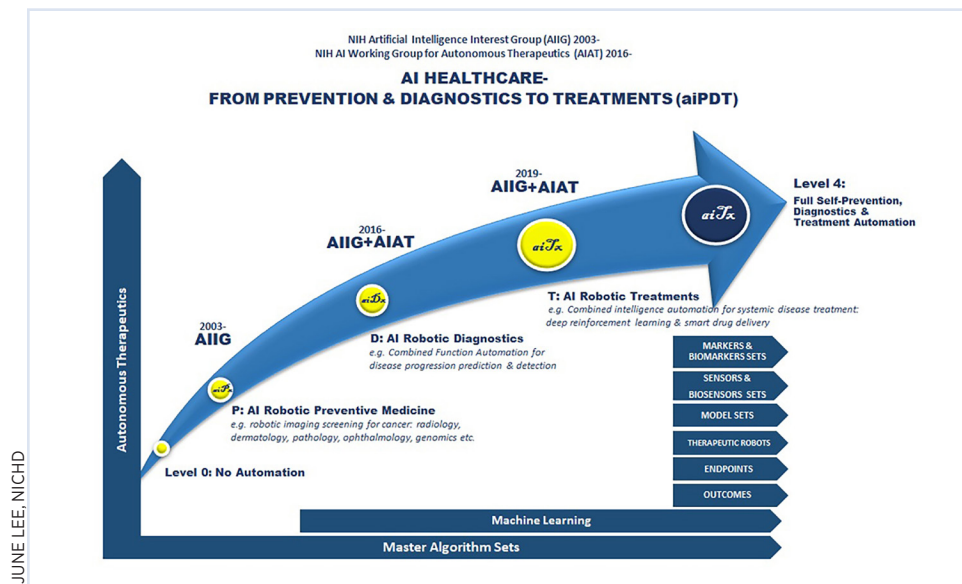 NIH Artificial Intelligence Interest Group (AIIG) 2003-
NIH AI Working Group for Autonomous Therapeutics (AIAT) 2016-
AI HEALTHCARE-
FROM PREVENTION & DIAGNOSTICS TO TREATMENTS (aiPDT)
2019-
AIIG+AIAT
aiTx
aiTx
Level 4:
Full Self-Prevention,
Diagnostics &
Treatment Automation
2016-
AIIG+AIAT
aiDx
T: AI Robotic Treatments
e.g. Combined intelligence automation for systemic disease treatment:
deep reinforcement learning & smart drug delivery
2003-
AIIG
aiPx
D: AI Robotic Diagnostics
e.g. Combined Function Automation for
disease progression prediction & detection
P: AI Robotic Preventive Medicine
e.g. robotic imaging screening for cancer: radiology,
dermatology, pathology, ophthalmology, genomics etc.
Level 0: No Automation
Autonomous Therapeutics
MARKERS &
BIOMARKERS SETS
SENSORS &
BIOSENSORS SETS
MODEL SETS
THERAPEUTIC ROBOTS
ENDPOINTS
OUTCOMES
Machine Learning
Master Algorithm Sets
JUNE LEE, NICHD